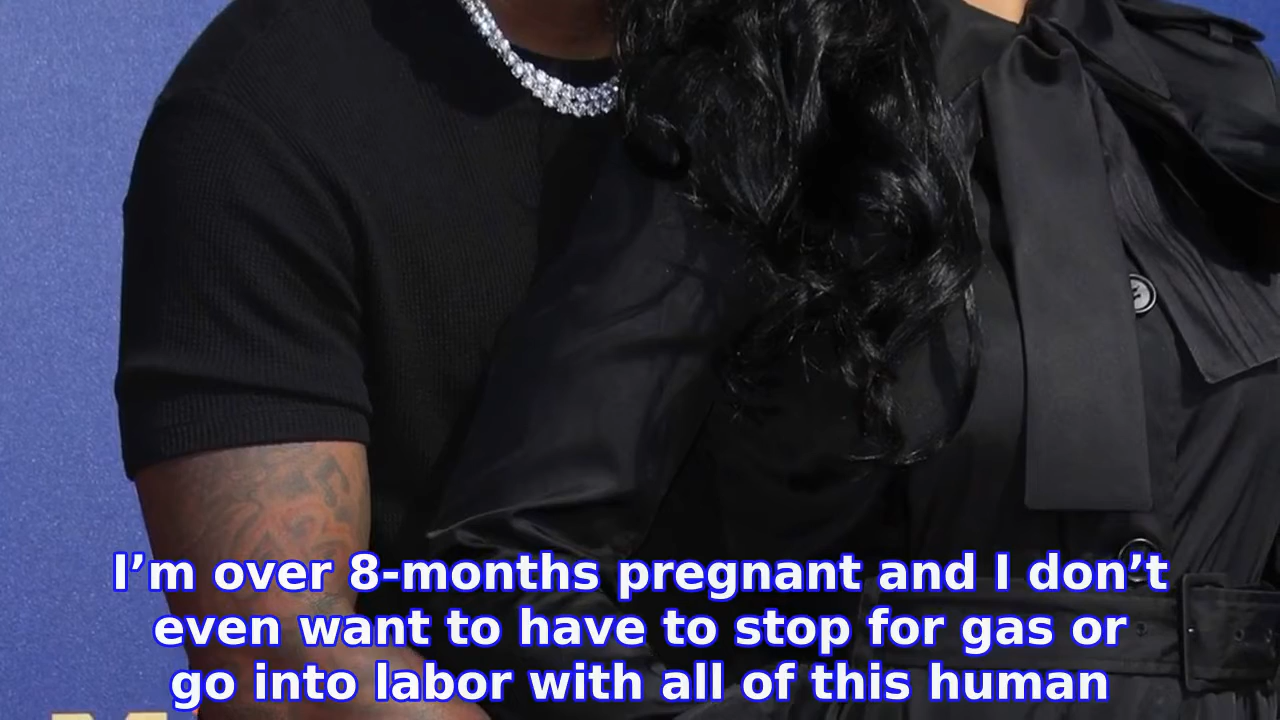 I’m over 8-months pregnant and I don’t
even want to have to stop for gas or
go into labor with all of this human